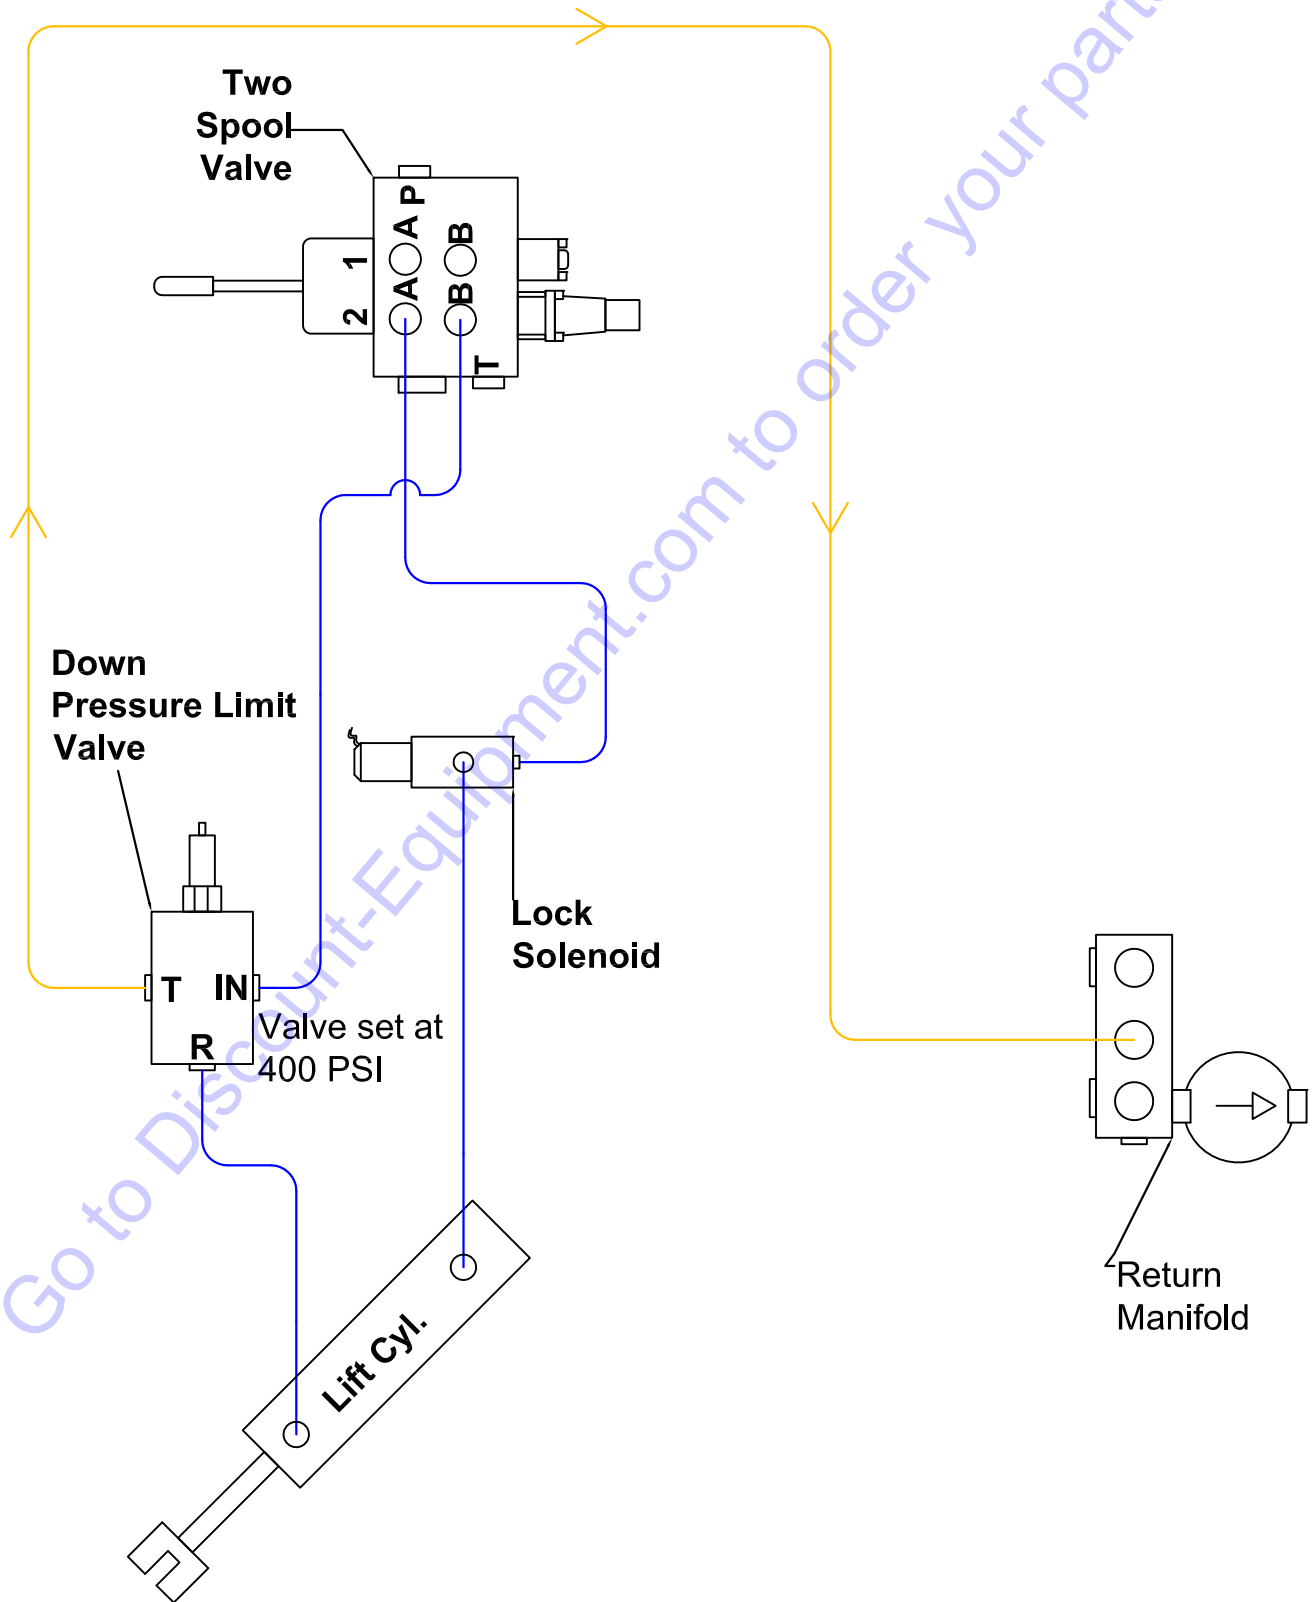 Two
Spool
Valve
P
A
B
1
A
B
2
T
Down
Pressure Limit
Valve
Lock
Solenoid
T
IN
R
Valve set at
400 PSI
Lift Cyl.
Return
Manifold
Go to Discount-Equipment.com to order your parts